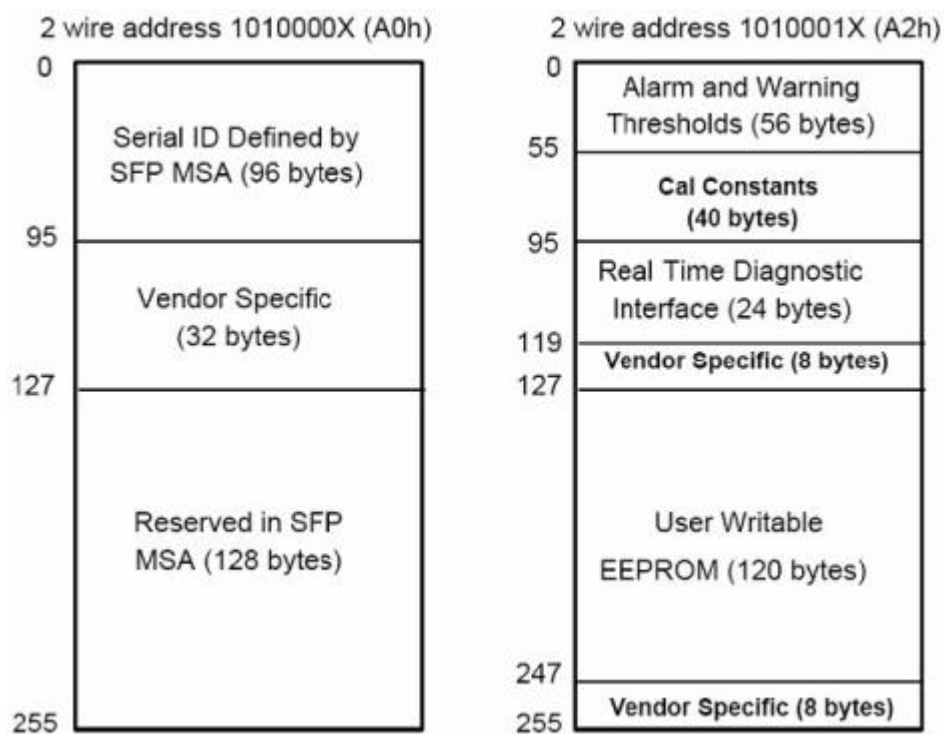 2 wire address 1010000X (A0h)
0
Serial ID Defined by
SFP MSA (96 bytes)
95
Vendor Specific
(32 bytes)
127
Reserved in SFP
MSA (128 bytes)
255
2 wire address 1010001X (A2h)
0
Alarm and Warning
Thresholds (56 bytes)
55
Cal Constants
(40 bytes)
95
Real Time Diagnostic
Interface (24 bytes)
119
Vendor Specific (8 bytes)
127
User Writable
EEPROM (120 bytes)
247
Vendor Specific (8 bytes)
255